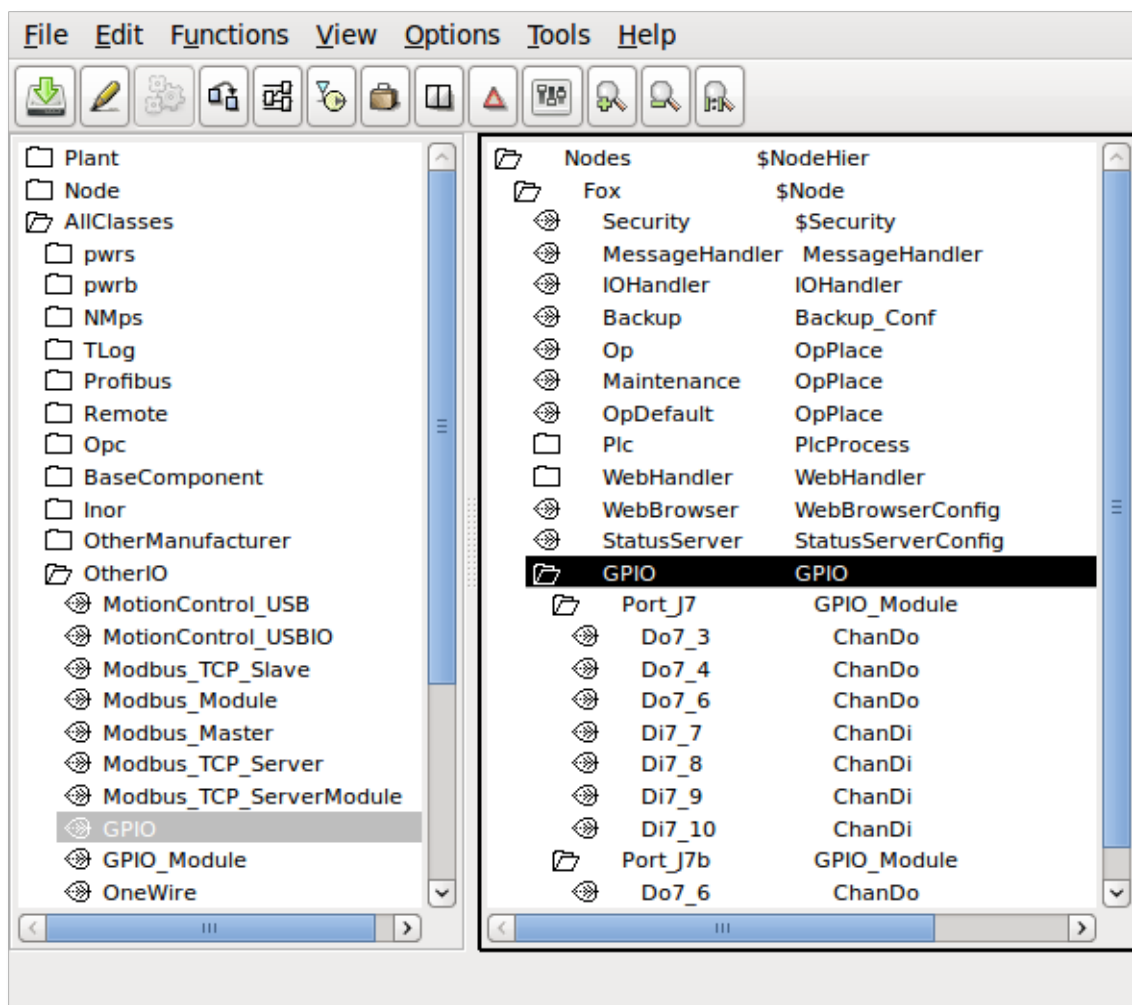 File Edit Functions View Options Tools Help
Plant
Node
AllClasses
pwrs
pwrb
NMps
TLog
Profibus
Remote
Opc
BaseComponent
Inor
OtherManufacturer
OtherIO
MotionControl_USB
MotionControl_USBIO
Modbus_TCP_Slave
Modbus_Module
Modbus_Master
Modbus_TCP_Server
Modbus_TCP_ServerModule
GPIO
GPIO_Module
OneWire
Nodes $NodeHier
Fox $Node
Security $Security
MessageHandler MessageHandler
IOHandler IOHandler
Backup Backup_Conf
Op OpPlace
Maintenance OpPlace
OpDefault OpPlace
Plc PlcProcess
WebHandler WebHandler
WebBrowser WebBrowserConfig
StatusServer StatusServerConfig
GPIO GPIO
Port_J7 GPIO_Module
Do7_3 ChanDo
Do7_4 ChanDo
Do7_6 ChanDo
Di7_7 ChanDi
Di7_8 ChanDi
Di7_9 ChanDi
Di7_10 ChanDi
Port_J7b GPIO_Module
Do7_6 ChanDo